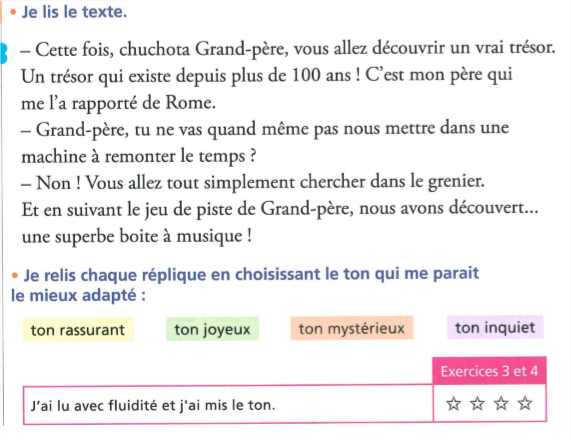 • Je lis le texte.
– Cette fois, chuchota Grand-père, vous allez découvrir un vrai trésor.
Un trésor qui existe depuis plus de 100 ans ! C'est mon père qui
me l'a rapporté de Rome.
– Grand-père, tu ne vas quand même pas nous mettre dans une
machine à remonter le temps ?
– Non ! Vous allez tout simplement chercher dans le grenier.
Et en suivant le jeu de piste de Grand-père, nous avons découvert...
une superbe boite à musique !
• Je relis chaque réplique en choisissant le ton qui me parait
le mieux adapté :
ton rassurant ton joyeux ton mystérieux ton inquiet
Exercices 3 et 4
J'ai lu avec fluidité et j'ai mis le ton. ☆ ☆ ☆ ☆